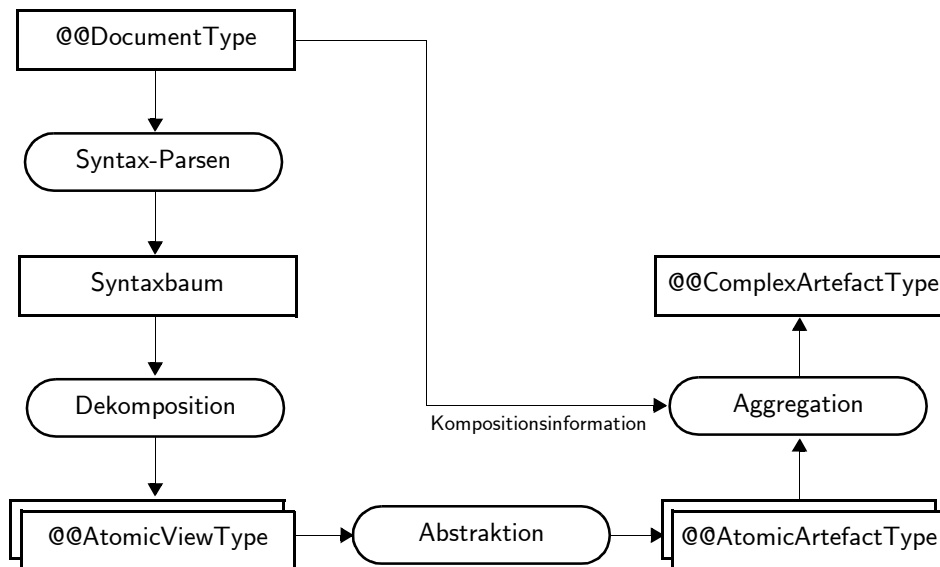 @@DocumentType
Syntax-Parsen
Syntaxbaum
@@ComplexArtefactType
Dekomposition
Aggregation
Kompositionsinformation
@@AtomicViewType
Abstraktion
@@AtomicArtefactType